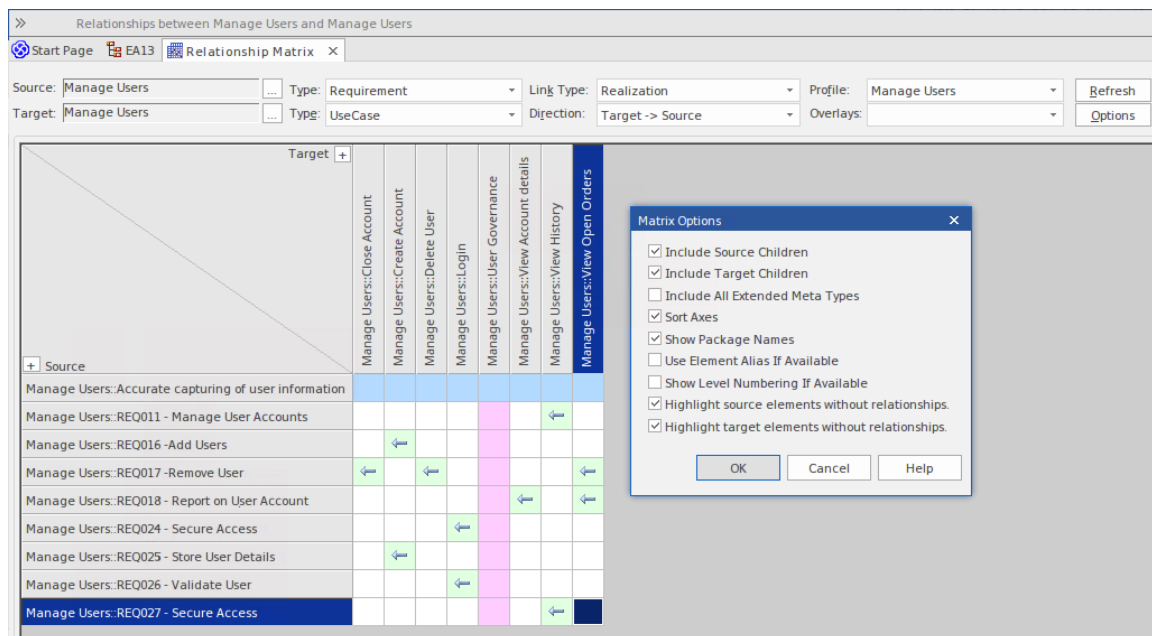 Relationships between Manage Users and Manage Users
Start Page EA13 Relationship Matrix
Source: Manage Users ... Type: Requirement Link Type: Realization Profile: Manage Users Refresh
Target: Manage Users ... Type: UseCase Direction: Target -> Source Overlays: Options
Target +
Manage Users::Close Account
Manage Users::Create Account
Manage Users::Delete User
Manage Users::Login
Manage Users::User Governance
Manage Users::View Account details
Manage Users::View History
Manage Users::View Open Orders
+ Source
Manage Users::Accurate capturing of user information
Manage Users::REQ011 - Manage User Accounts
Manage Users::REQ016 -Add Users
Manage Users::REQ017 -Remove User
Manage Users::REQ018 - Report on User Account
Manage Users::REQ024 - Secure Access
Manage Users::REQ025 - Store User Details
Manage Users::REQ026 - Validate User
Manage Users::REQ027 - Secure Access
Matrix Options
Include Source Children
Include Target Children
Include All Extended Meta Types
Sort Axes
Show Package Names
Use Element Alias If Available
Show Level Numbering If Available
Highlight source elements without relationships.
Highlight target elements without relationships.
OK Cancel Help